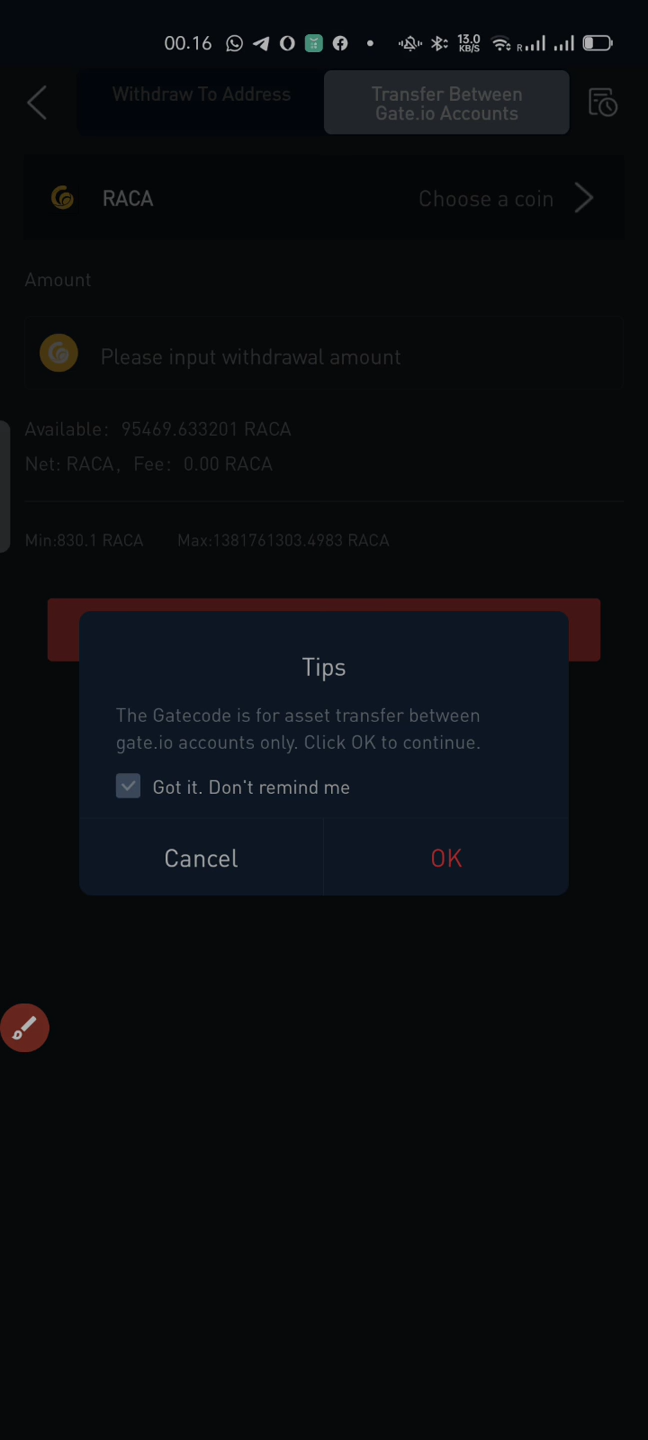 00.16
13.0
KB/S
R
Withdraw To Address
Transfer Between
Gate.io Accounts
RACA
Choose a coin
Amount
Please input withdrawal amount
Available: 95469.633201 RACA
Net: RACA, Fee: 0.00 RACA
Min:830.1 RACA Max:1381761303.4983 RACA
Tips
The Gatecode is for asset transfer between
gate.io accounts only. Click OK to continue.
Got it. Don't remind me
Cancel OK